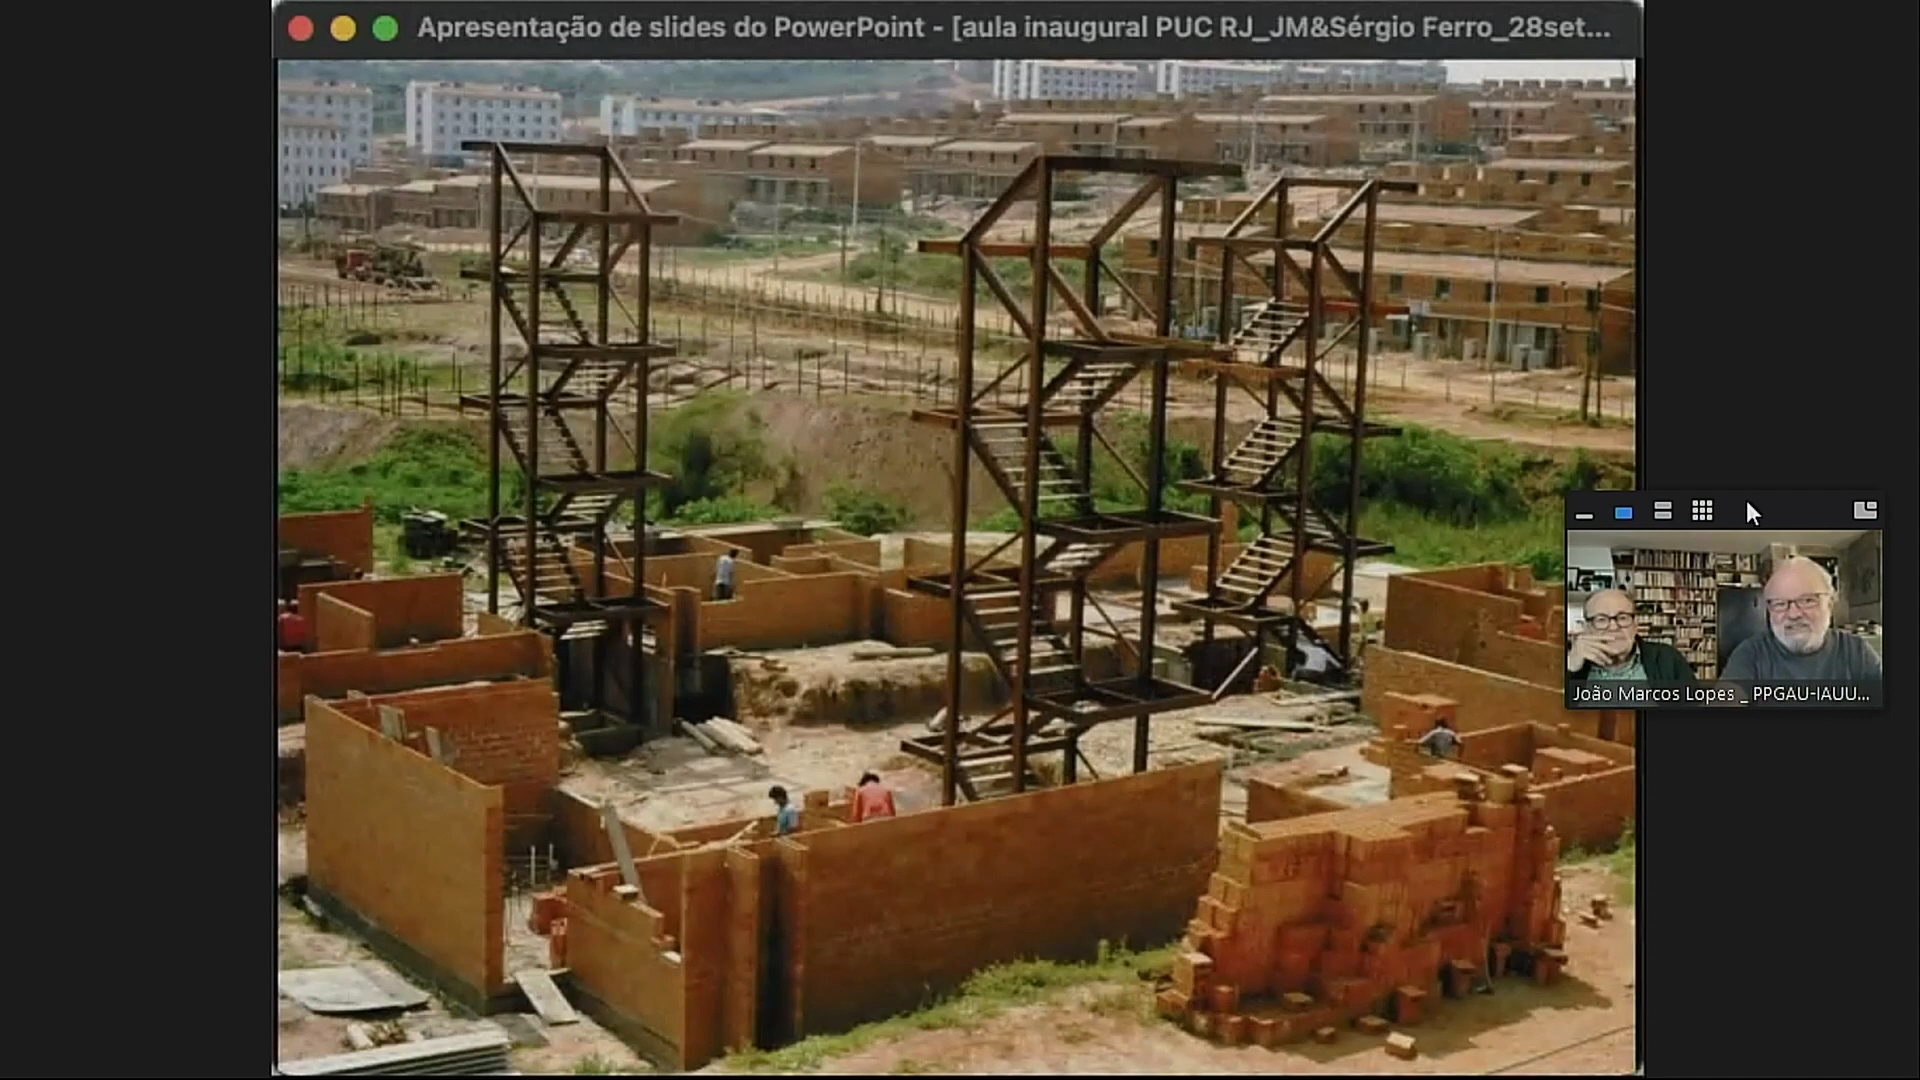 Apresentação de slides do PowerPoint - [aula inaugural PUC RJ_JM&Sérgio Ferro_28set...
João Marcos Lopes _ PPGAU-IAUU...